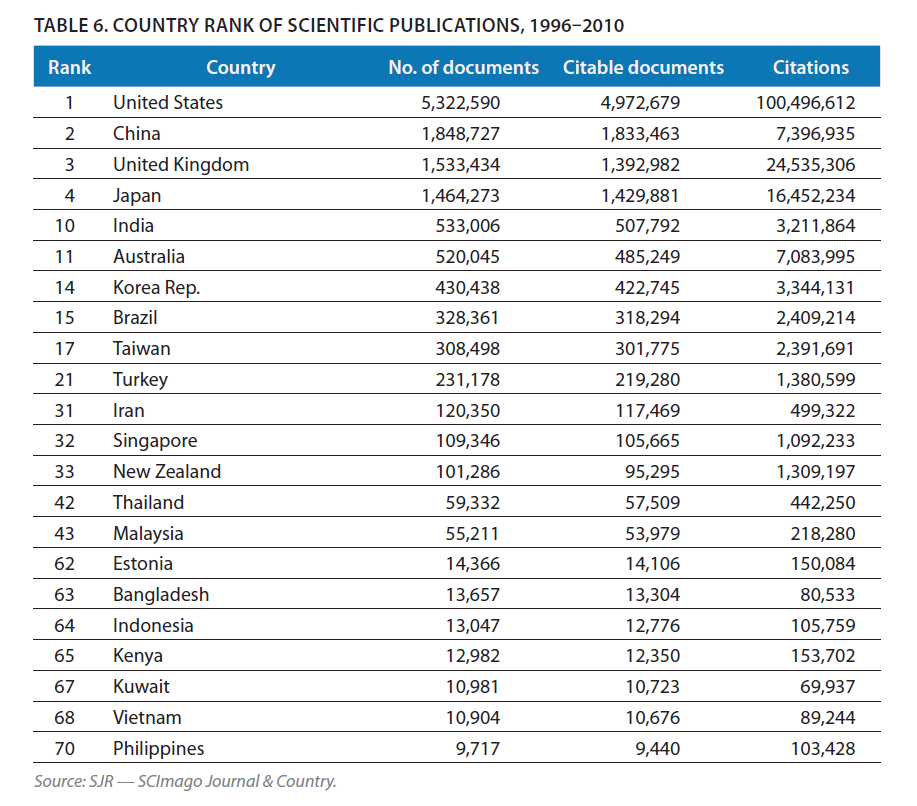 TABLE 6. COUNTRY RANK OF SCIENTIFIC PUBLICATIONS, 1996–2010
Rank Country No. of documents Citable documents Citations
1 United States 5,322,590 4,972,679 100,496,612
2 China 1,848,727 1,833,463 7,396,935
3 United Kingdom 1,533,434 1,392,982 24,535,306
4 Japan 1,464,273 1,429,881 16,452,234
10 India 533,006 507,792 3,211,864
11 Australia 520,045 485,249 7,083,995
14 Korea Rep. 430,438 422,745 3,344,131
15 Brazil 328,361 318,294 2,409,214
17 Taiwan 308,498 301,775 2,391,691
21 Turkey 231,178 219,280 1,380,599
31 Iran 120,350 117,469 499,322
32 Singapore 109,346 105,665 1,092,233
33 New Zealand 101,286 95,295 1,309,197
42 Thailand 59,332 57,509 442,250
43 Malaysia 55,211 53,979 218,280
62 Estonia 14,366 14,106 150,084
63 Bangladesh 13,657 13,304 80,533
64 Indonesia 13,047 12,776 105,759
65 Kenya 12,982 12,350 153,702
67 Kuwait 10,981 10,723 69,937
68 Vietnam 10,904 10,676 89,244
70 Philippines 9,717 9,440 103,428
Source: SJR — SCImago Journal & Country.